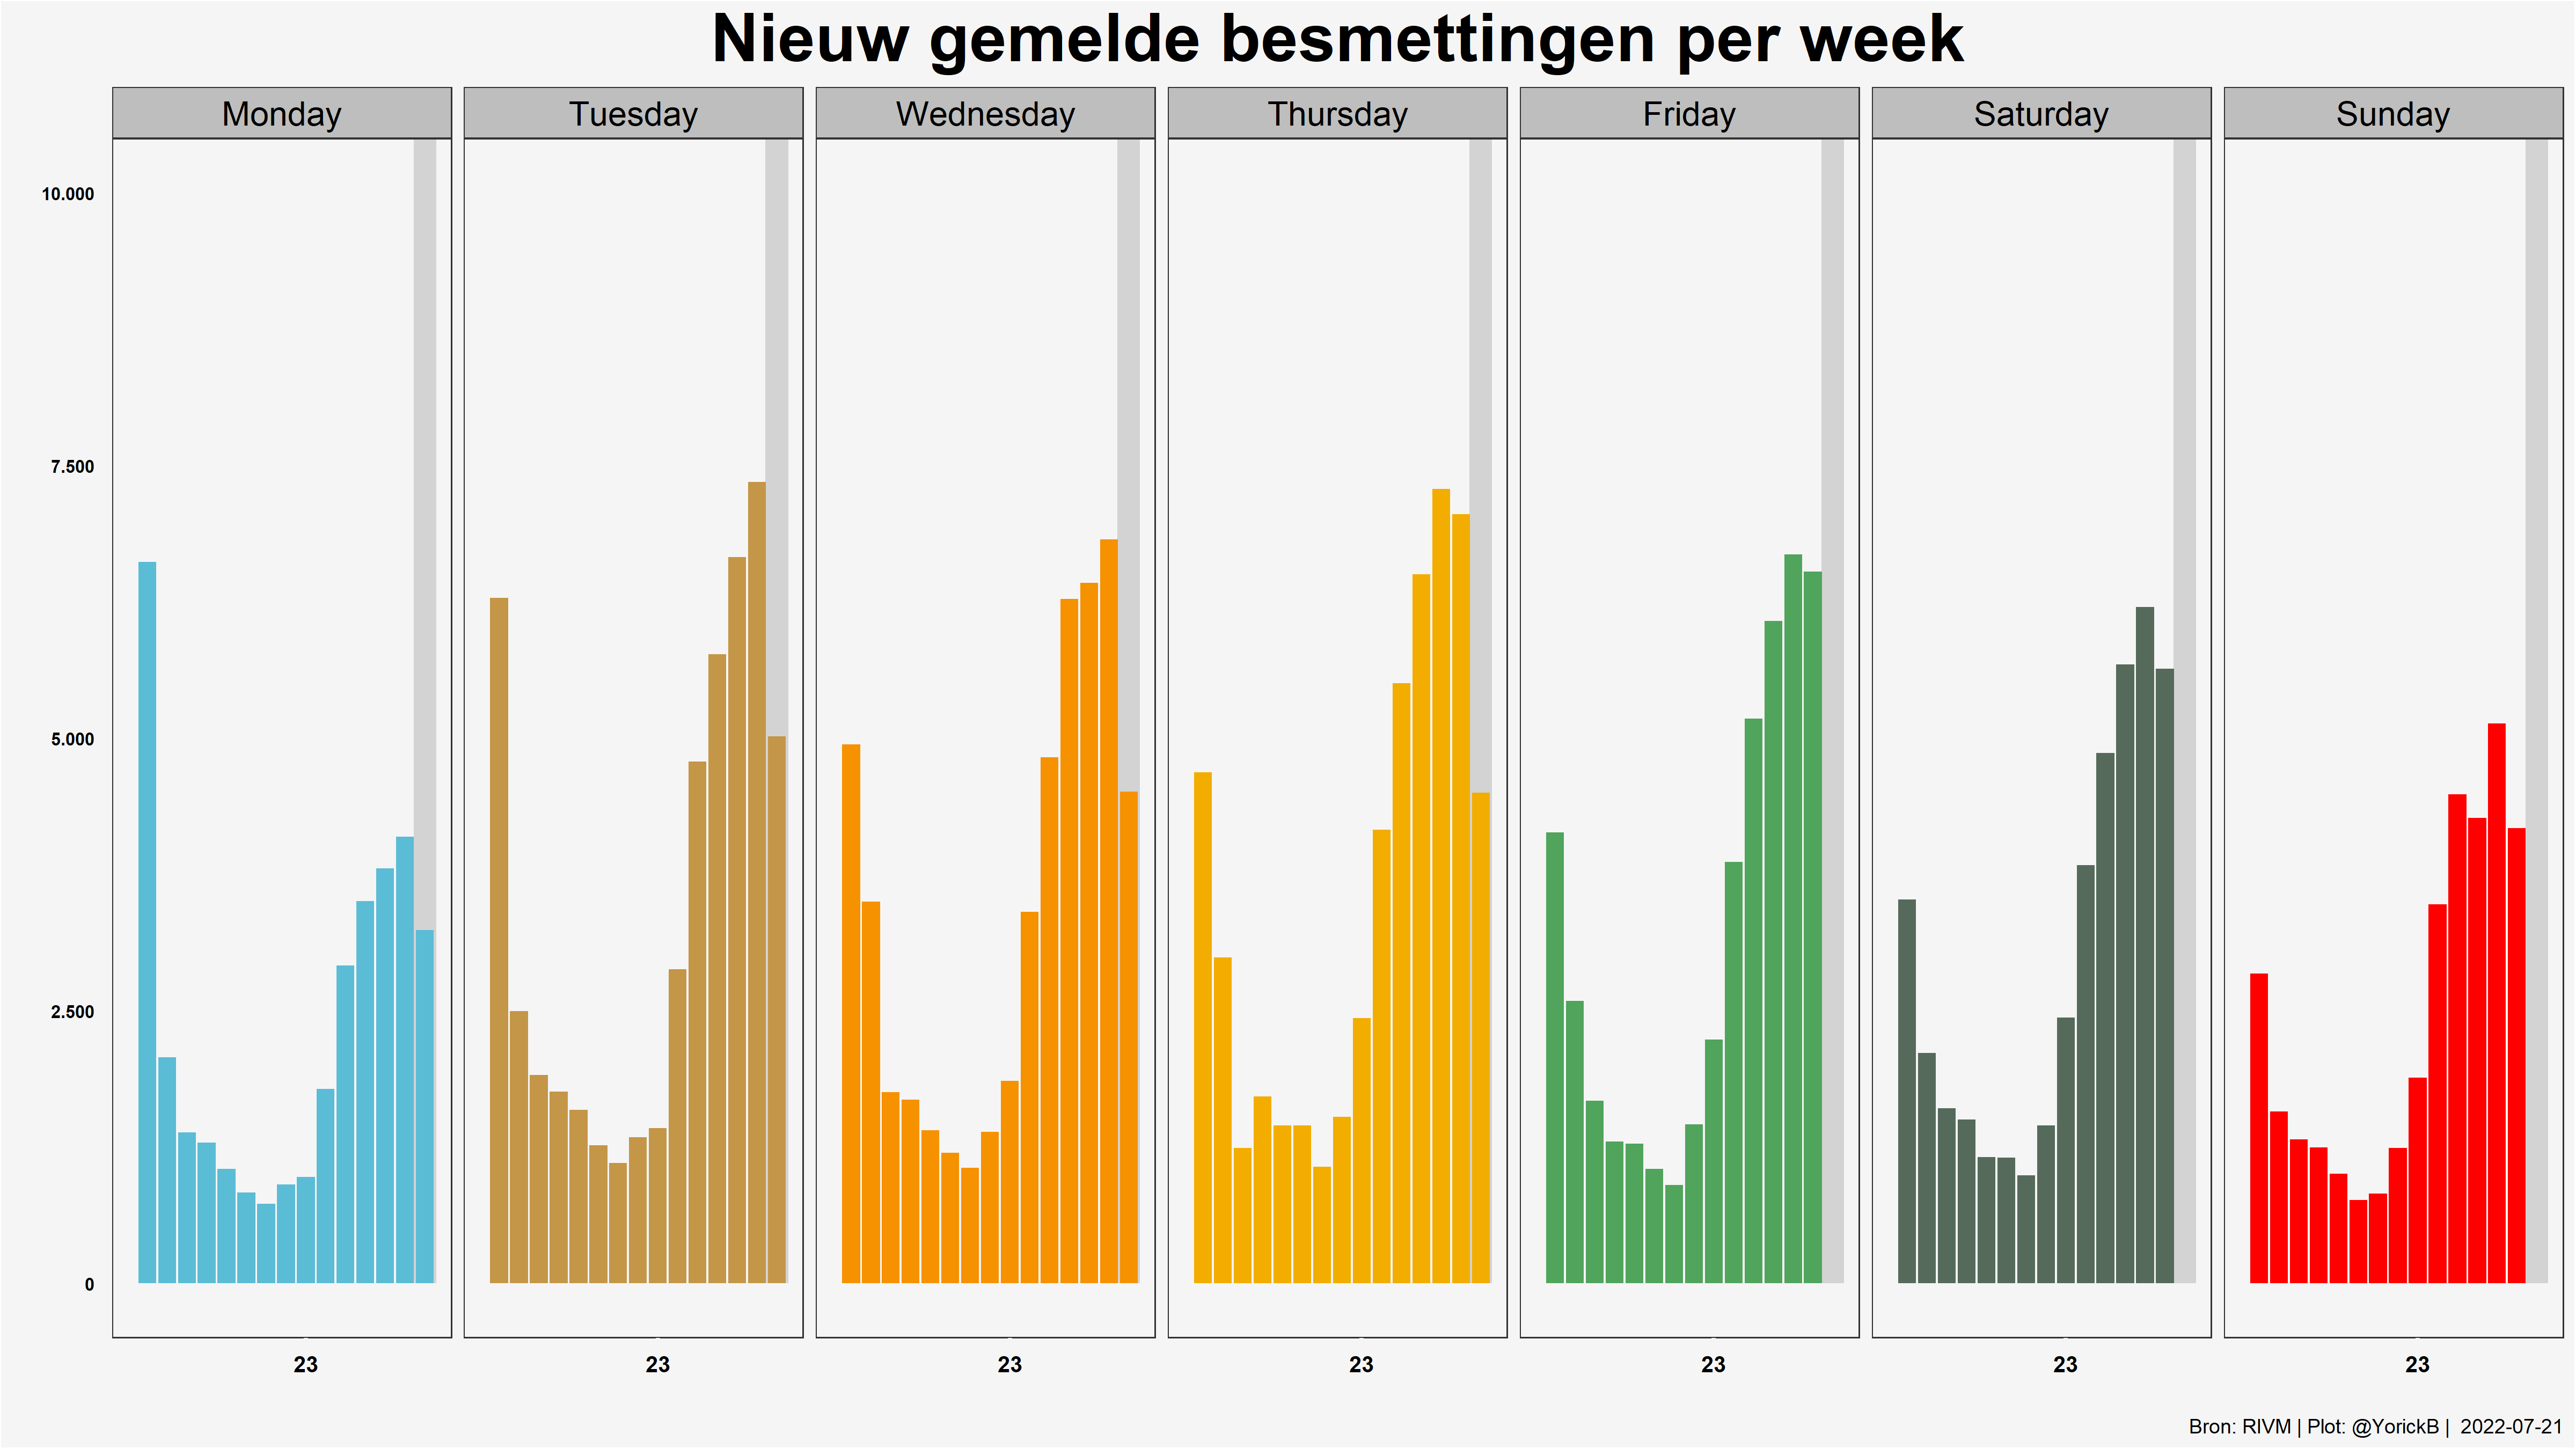 Nieuw gemelde besmettingen per week
Monday Tuesday Wednesday Thursday Friday Saturday Sunday
10.000
7.500
5.000
2.500
0
23 23 23 23 23 23 23
Bron: RIVM | Plot: @YorickB | 2022-07-21